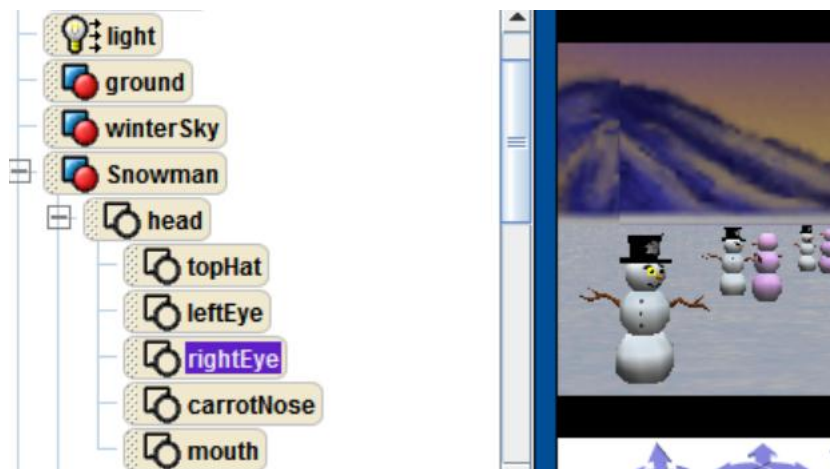 light
ground
winterSky
Snowman
head
topHat
leftEye
rightEye
carrotNose
mouth